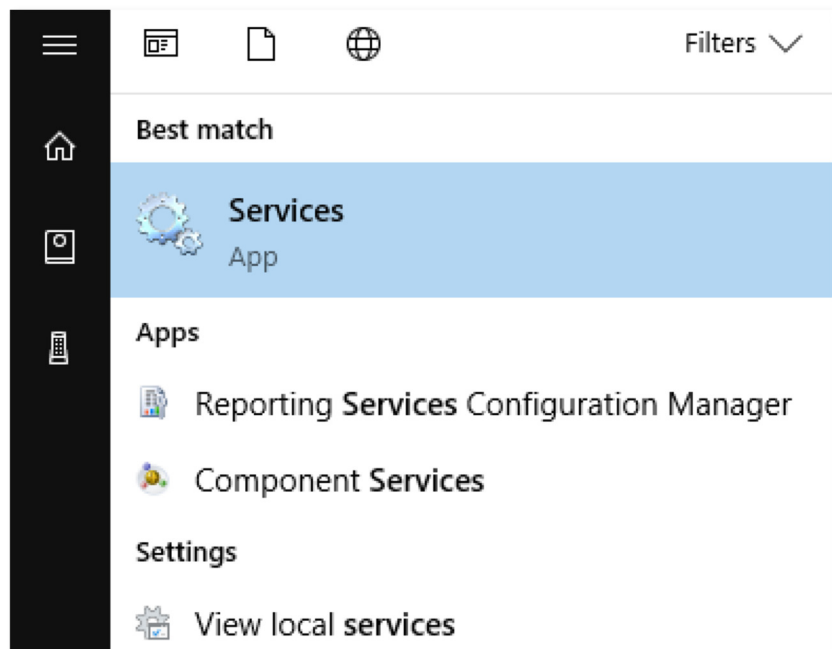 Filters
Best match
Services
App
Apps
Reporting Services Configuration Manager
Component Services
Settings
View local services